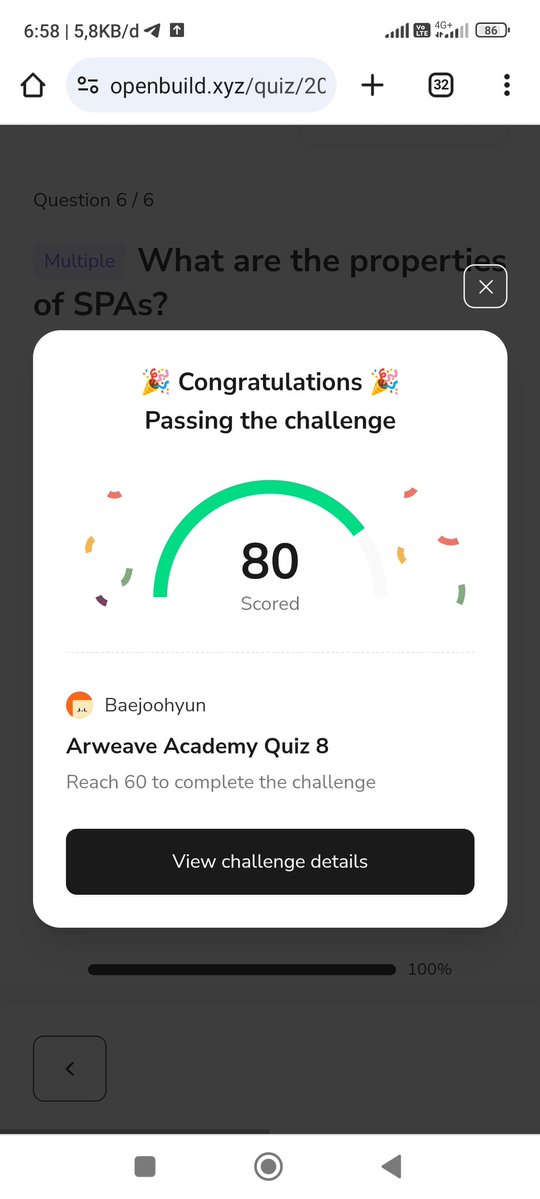 6:58 | 5,8KB/d
Vo LTE 4G+ 86
openbuild.xyz/quiz/20
32
Question 6 / 6
Multiple What are the properties
of SPAs?
🎉 Congratulations 🎉
Passing the challenge
80
Scored
Baejoohyun
Arweave Academy Quiz 8
Reach 60 to complete the challenge
View challenge details
100%